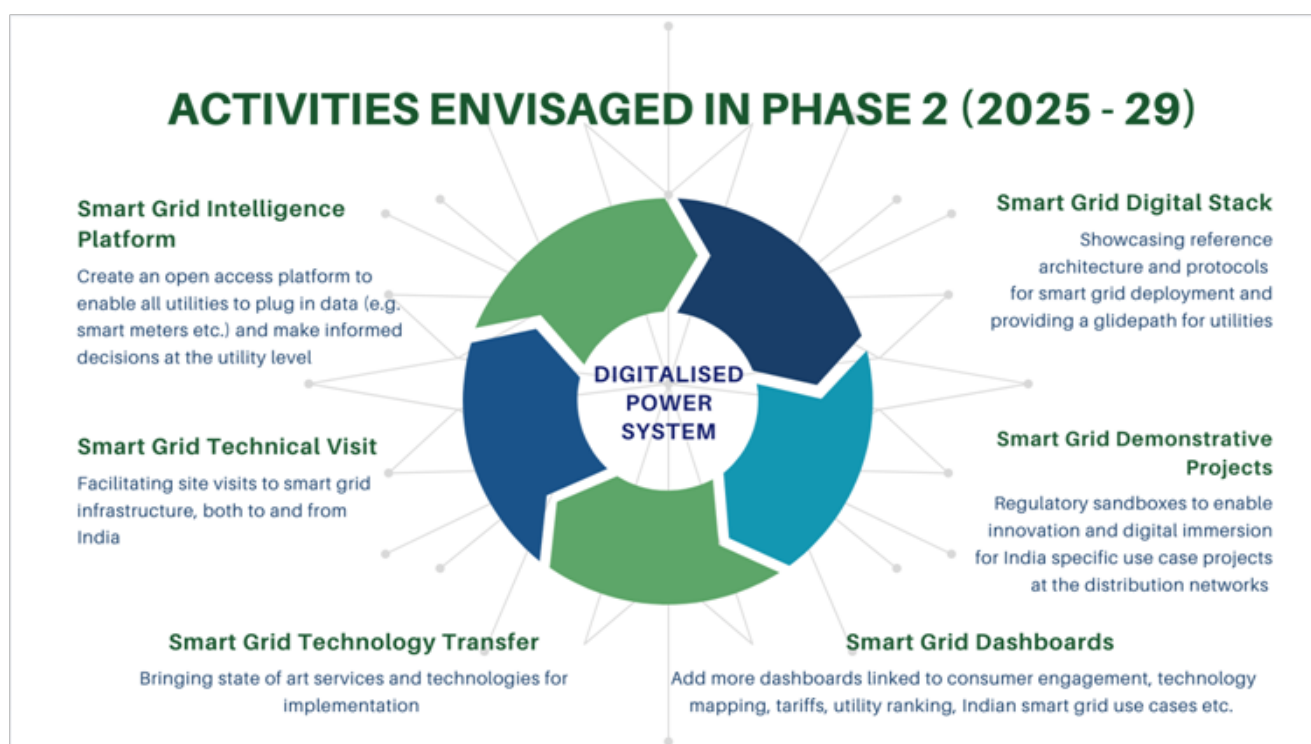 ACTIVITIES ENVISAGED IN PHASE 2 (2025 - 29)
Smart Grid Intelligence
Platform
Create an open access platform to
enable all utilities to plug in data (e.g.
smart meters etc.) and make informed
decisions at the utility level
Smart Grid Technical Visit
Facilitating site visits to smart grid
infrastructure, both to and from
India
Smart Grid Technology Transfer
Bringing state of art services and technologies for
implementation
DIGITALISED
POWER
SYSTEM
Smart Grid Digital Stack
Showcasing reference
architecture and protocols
for smart grid deployment and
providing a glidepath for utilities
Smart Grid Demonstrative
Projects
Regulatory sandboxes to enable
innovation and digital immersion
for India specific use case projects
at the distribution networks
Smart Grid Dashboards
Add more dashboards linked to consumer engagement, technology
mapping, tariffs, utility ranking, Indian smart grid use cases etc.